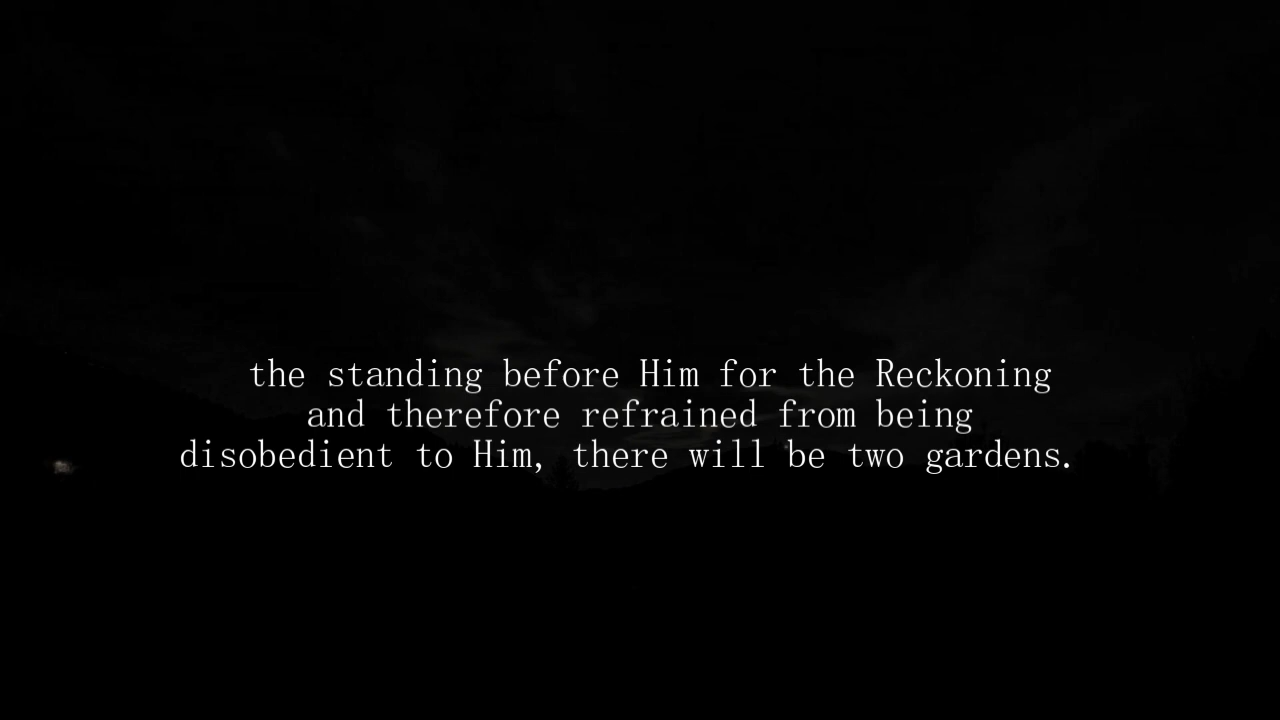 the standing before Him for the Reckoning
and therefore refrained from being
disobedient to Him, there will be two gardens.